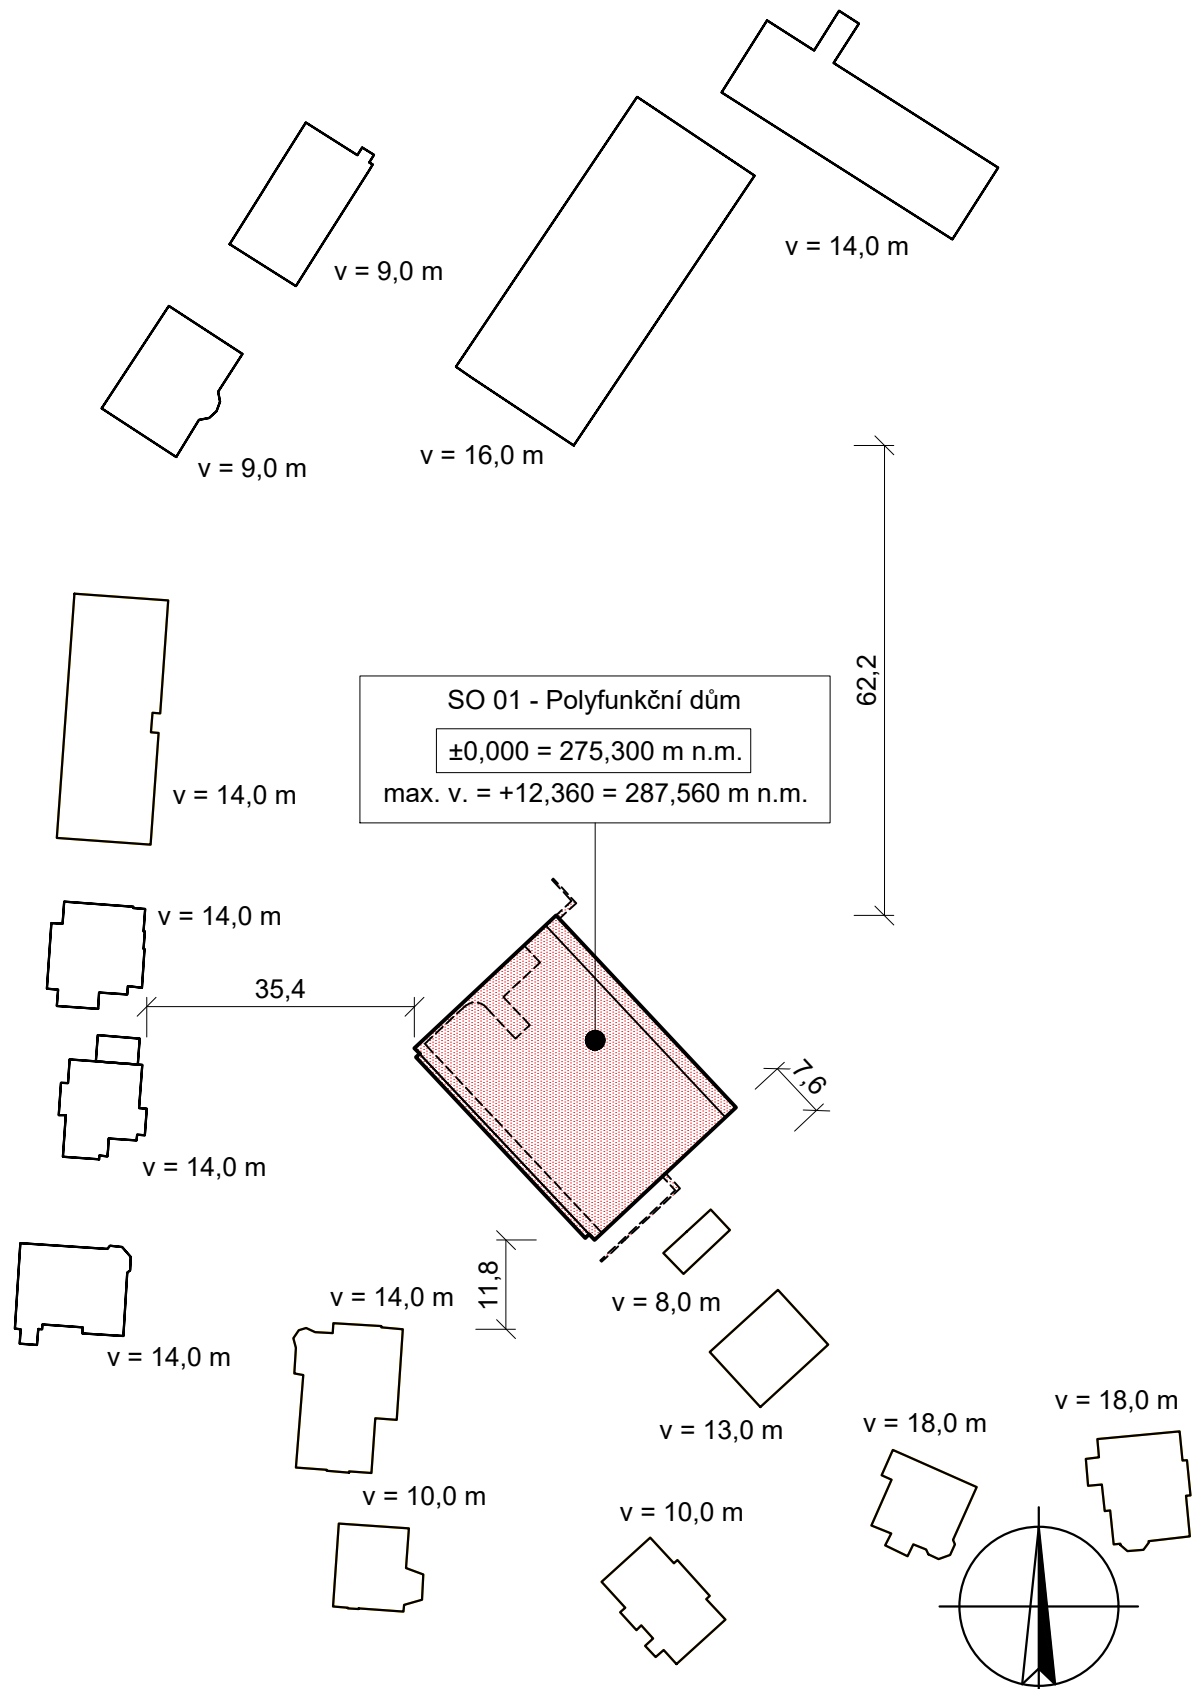 v = 14,0 m
v = 9,0 m
v = 16,0 m
v = 9,0 m
62,2
SO 01 - Polyfunkční dům
±0,000 = 275,300 m n.m.
max. v. = +12,360 = 287,560 m n.m.
v = 14,0 m
v = 14,0 m
35,4
7,6
v = 14,0 m
11,8
v = 14,0 m
v = 8,0 m
v = 14,0 m
v = 18,0 m
v = 18,0 m
v = 13,0 m
v = 10,0 m
v = 10,0 m